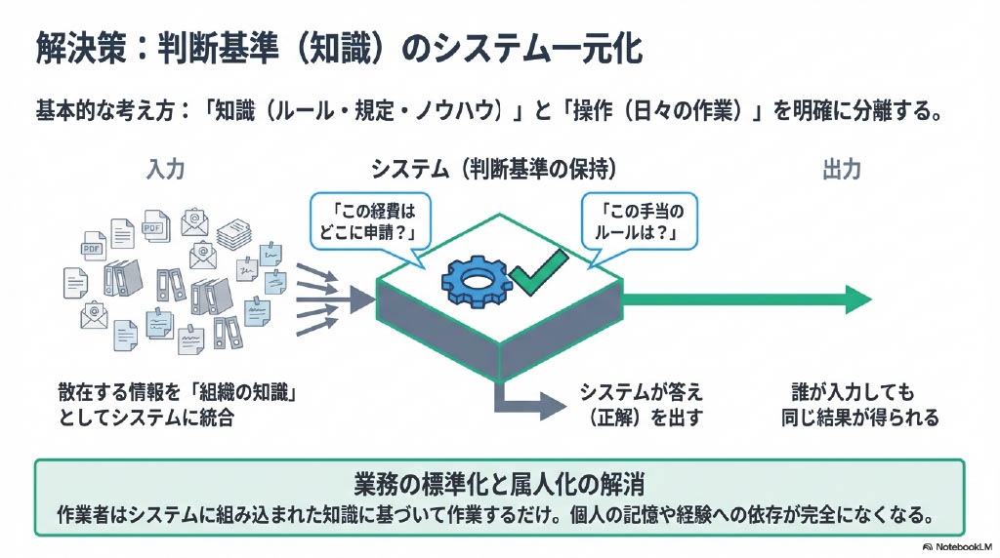 解決策：判断基準（知識）のシステム一元化
基本的な考え方：「知識（ルール・規定・ノウハウ）」と「操作（日々の作業）」を明確に分離する。
入力
システム（判断基準の保持）
出力
「この経費は
どこに申請？」
「この手当の
ルールは？」
PDF
PDF
散在する情報を「組織の知識」
としてシステムに統合
システムが答え
（正解）を出す
誰が入力しても
同じ結果が得られる
業務の標準化と属人化の解消
作業者はシステムに組み込まれた知識に基づいて作業するだけ。個人の記憶や経験への依存が完全になくなる。
NotebookLM